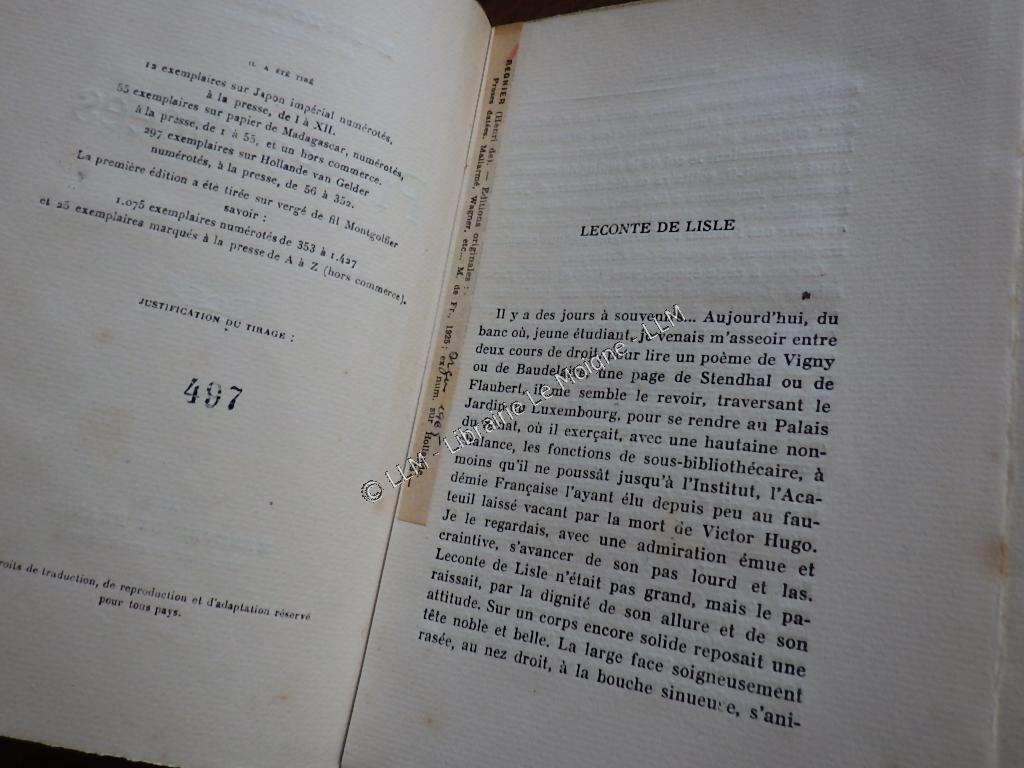 IL A ÉTÉ TIRÉ
12 exemplaires sur Japon impérial numérotés,
à la presse, de I à XII.
55 exemplaires sur papier de Madagascar, numérotés,
à la presse, de 1 à 55, et un hors commerce.
297 exemplaires sur Hollande van Gelder
numérotés, à la presse, de 56 à 352.
La première édition a été tirée sur vergé de fil Montgolfier
savoir :
1.075 exemplaires numérotés de 353 à 1.427
et 25 exemplaires marqués à la presse de A à Z (hors commerce).
JUSTIFICATION DU TIRAGE :
497
roits de traduction, de reproduction et d'adaptation réservé
pour tous pays.
REGNIER (Henri de). — Editions originales :
Proses datées. Mallarmé, Wagner, etc... M. de Fr., 1925 ; ex. num. sur Hollande
LECONTE DE LISLE
Il y a des jours à souvenirs... Aujourd'hui, du
banc où, jeune étudiant, je venais m'asseoir entre
deux cours de droit, pour lire un poème de Vigny
ou de Baudelaire, une page de Stendhal ou de
Flaubert, il me semble le revoir, traversant le
Jardin du Luxembourg, pour se rendre au Palais
du Sénat, où il exerçait, avec une hautaine non-
chalance, les fonctions de sous-bibliothécaire, à
moins qu'il ne poussât jusqu'à l'Institut, l'Aca-
démie Française l'ayant élu depuis peu au fau-
teuil laissé vacant par la mort de Victor Hugo.
Je le regardais, avec une admiration émue et
craintive, s'avancer de son pas lourd et las.
Leconte de Lisle n'était pas grand, mais le pa-
raissait, par la dignité de son allure et de son
attitude. Sur un corps encore solide reposait une
tête noble et belle. La large face soigneusement
rasée, au nez droit, à la bouche sinueuse, s'ani-
© LLM - Librairie Le Molone - LLM